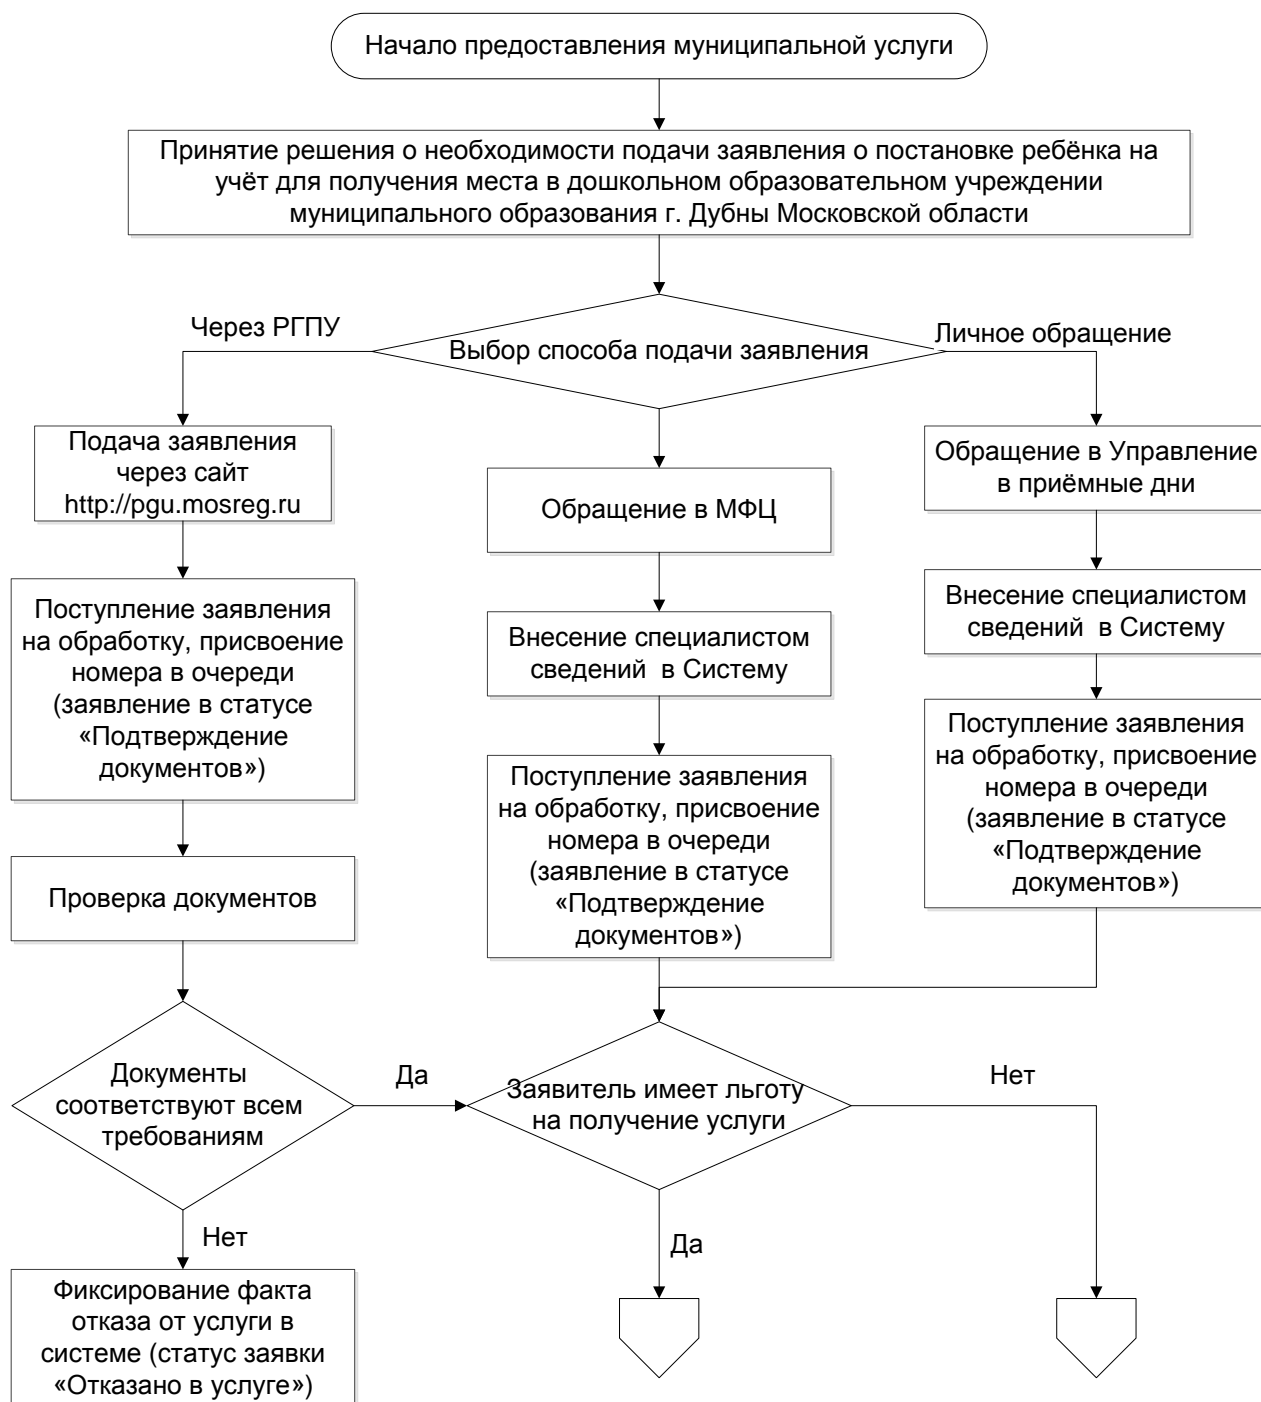 Начало предоставления муниципальной услуги
Принятие решения о необходимости подачи заявления о постановке ребёнка на
учёт для получения места в дошкольном образовательном учреждении
муниципального образования г. Дубны Московской области
Через РГПУ
Выбор способа подачи заявления
Личное обращение
Подача заявления
через сайт
http://pgu.mosreg.ru
Обращение в МФЦ
Обращение в Управление
в приёмные дни
Поступление заявления
на обработку, присвоение
номера в очереди
(заявление в статусе
«Подтверждение
документов»)
Внесение специалистом
сведений  в Систему
Внесение специалистом
сведений  в Систему
Поступление заявления
на обработку, присвоение
номера в очереди
(заявление в статусе
«Подтверждение
документов»)
Поступление заявления
на обработку, присвоение
номера в очереди
(заявление в статусе
«Подтверждение
документов»)
Проверка документов
Документы
соответствуют всем
требованиям
Да
Заявитель имеет льготу
на получение услуги
Нет
Нет
Да
Фиксирование факта
отказа от услуги в
системе (статус заявки
«Отказано в услуге»)